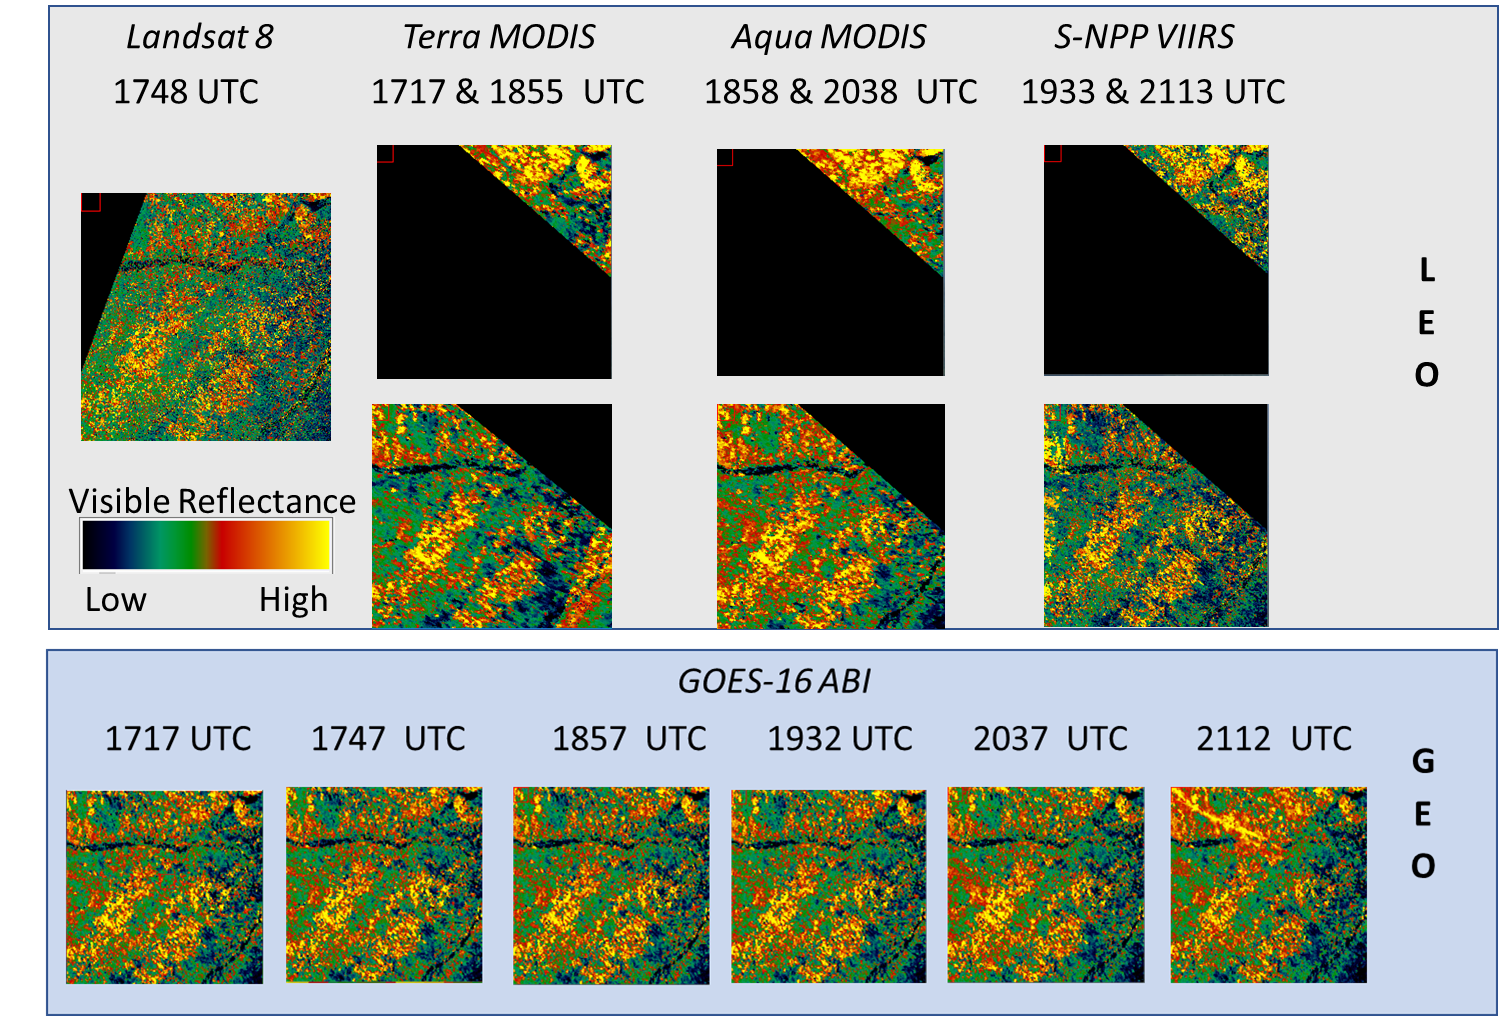 Landsat 8 Terra MODIS Aqua MODIS S-NPP VIIRS
1748 UTC 1717 & 1855 UTC 1858 & 2038 UTC 1933 & 2113 UTC
L
E
O
Visible Reflectance
Low High
GOES-16 ABI
1717 UTC 1747 UTC 1857 UTC 1932 UTC 2037 UTC 2112 UTC
G
E
O